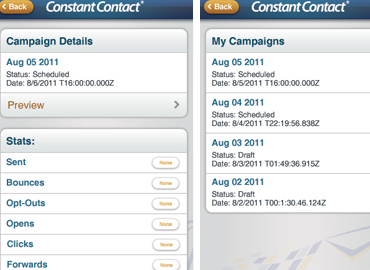 Back
Constant Contact®
Campaign Details
Aug 05 2011
Status: Scheduled
Date: 8/6/2011 T16:00:00.000Z
Preview
Stats:
Sent
None
Bounces
None
Opt-Outs
None
Opens
None
Clicks
None
Forwards
None
Back
Constant Contact®
My Campaigns
Aug 05 2011
Status: Scheduled
Date: 8/5/2011 T16:00:00.000Z
Aug 04 2011
Status: Scheduled
Date: 8/4/2011 T22:19:56.838Z
Aug 03 2011
Status: Draft
Date: 8/3/2011 T01:49:36.915Z
Aug 02 2011
Status: Draft
Date: 8/2/2011 T00:1:30.46.124Z